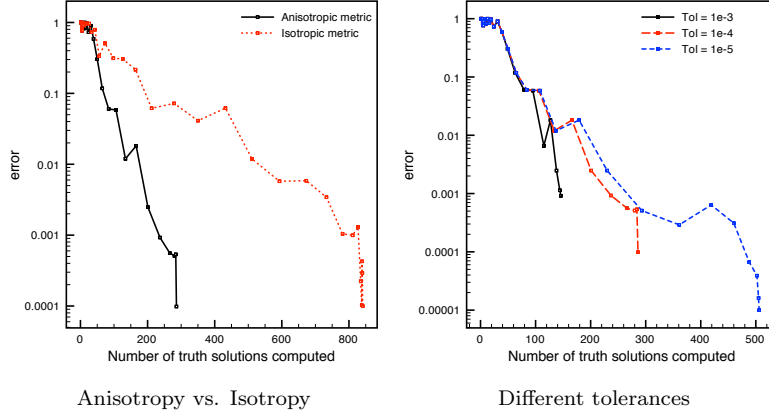 Anisotropic metric
Isotropic metric
1
0.1
0.01
0.001
0.0001
error
0 200 400 600 800
Number of truth solutions computed
Anisotropy vs. Isotropy
Tol = 1e-3
Tol = 1e-4
Tol = 1e-5
1
0.1
0.01
0.001
0.0001
0.00001
error
0 100 200 300 400 500
Number of truth solutions computed
Different tolerances